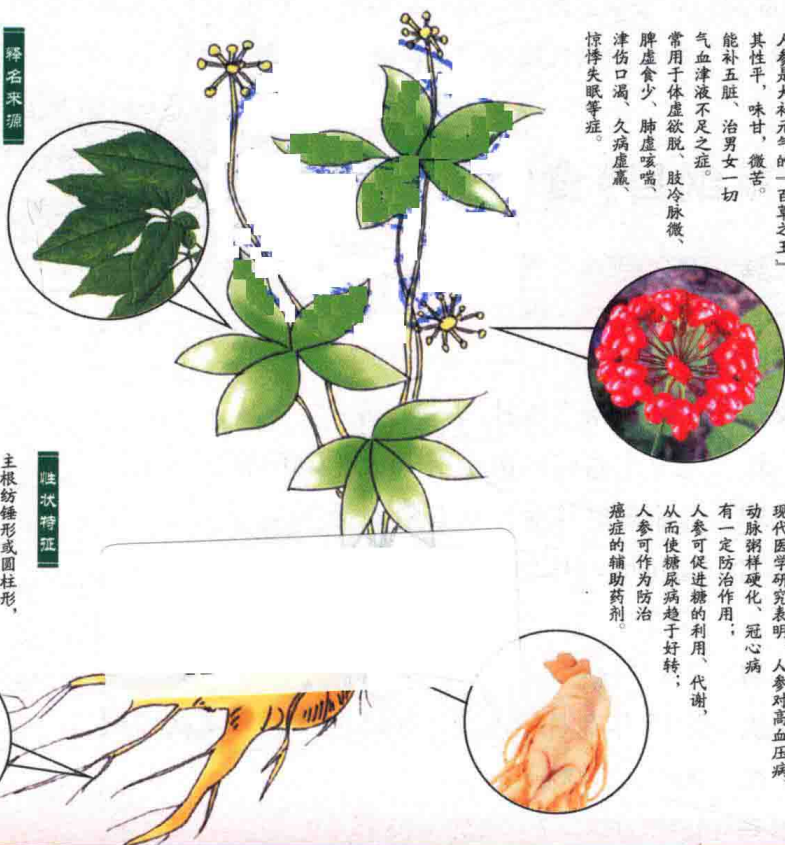 人参是大补元气的『百草之王』
其性平，味甘，微苦。
能补五脏、治男女一切
气血津液不足之症。
常用于体虚欲脱、肢冷脉微、
脾虚食少、肺虚咳喘、
津伤口渴、久病虚羸、
惊悸失眠等症。
现代医学研究表明 人参对高血压病、
动脉粥样硬化、冠心病
有一定防治作用；
人参可促进糖的利用、代谢，
从而使糖尿病趋于好转；
人参可作为防治
癌症的辅助药剂。
释名来源
性状特征
主根纺锤形或圆柱形，